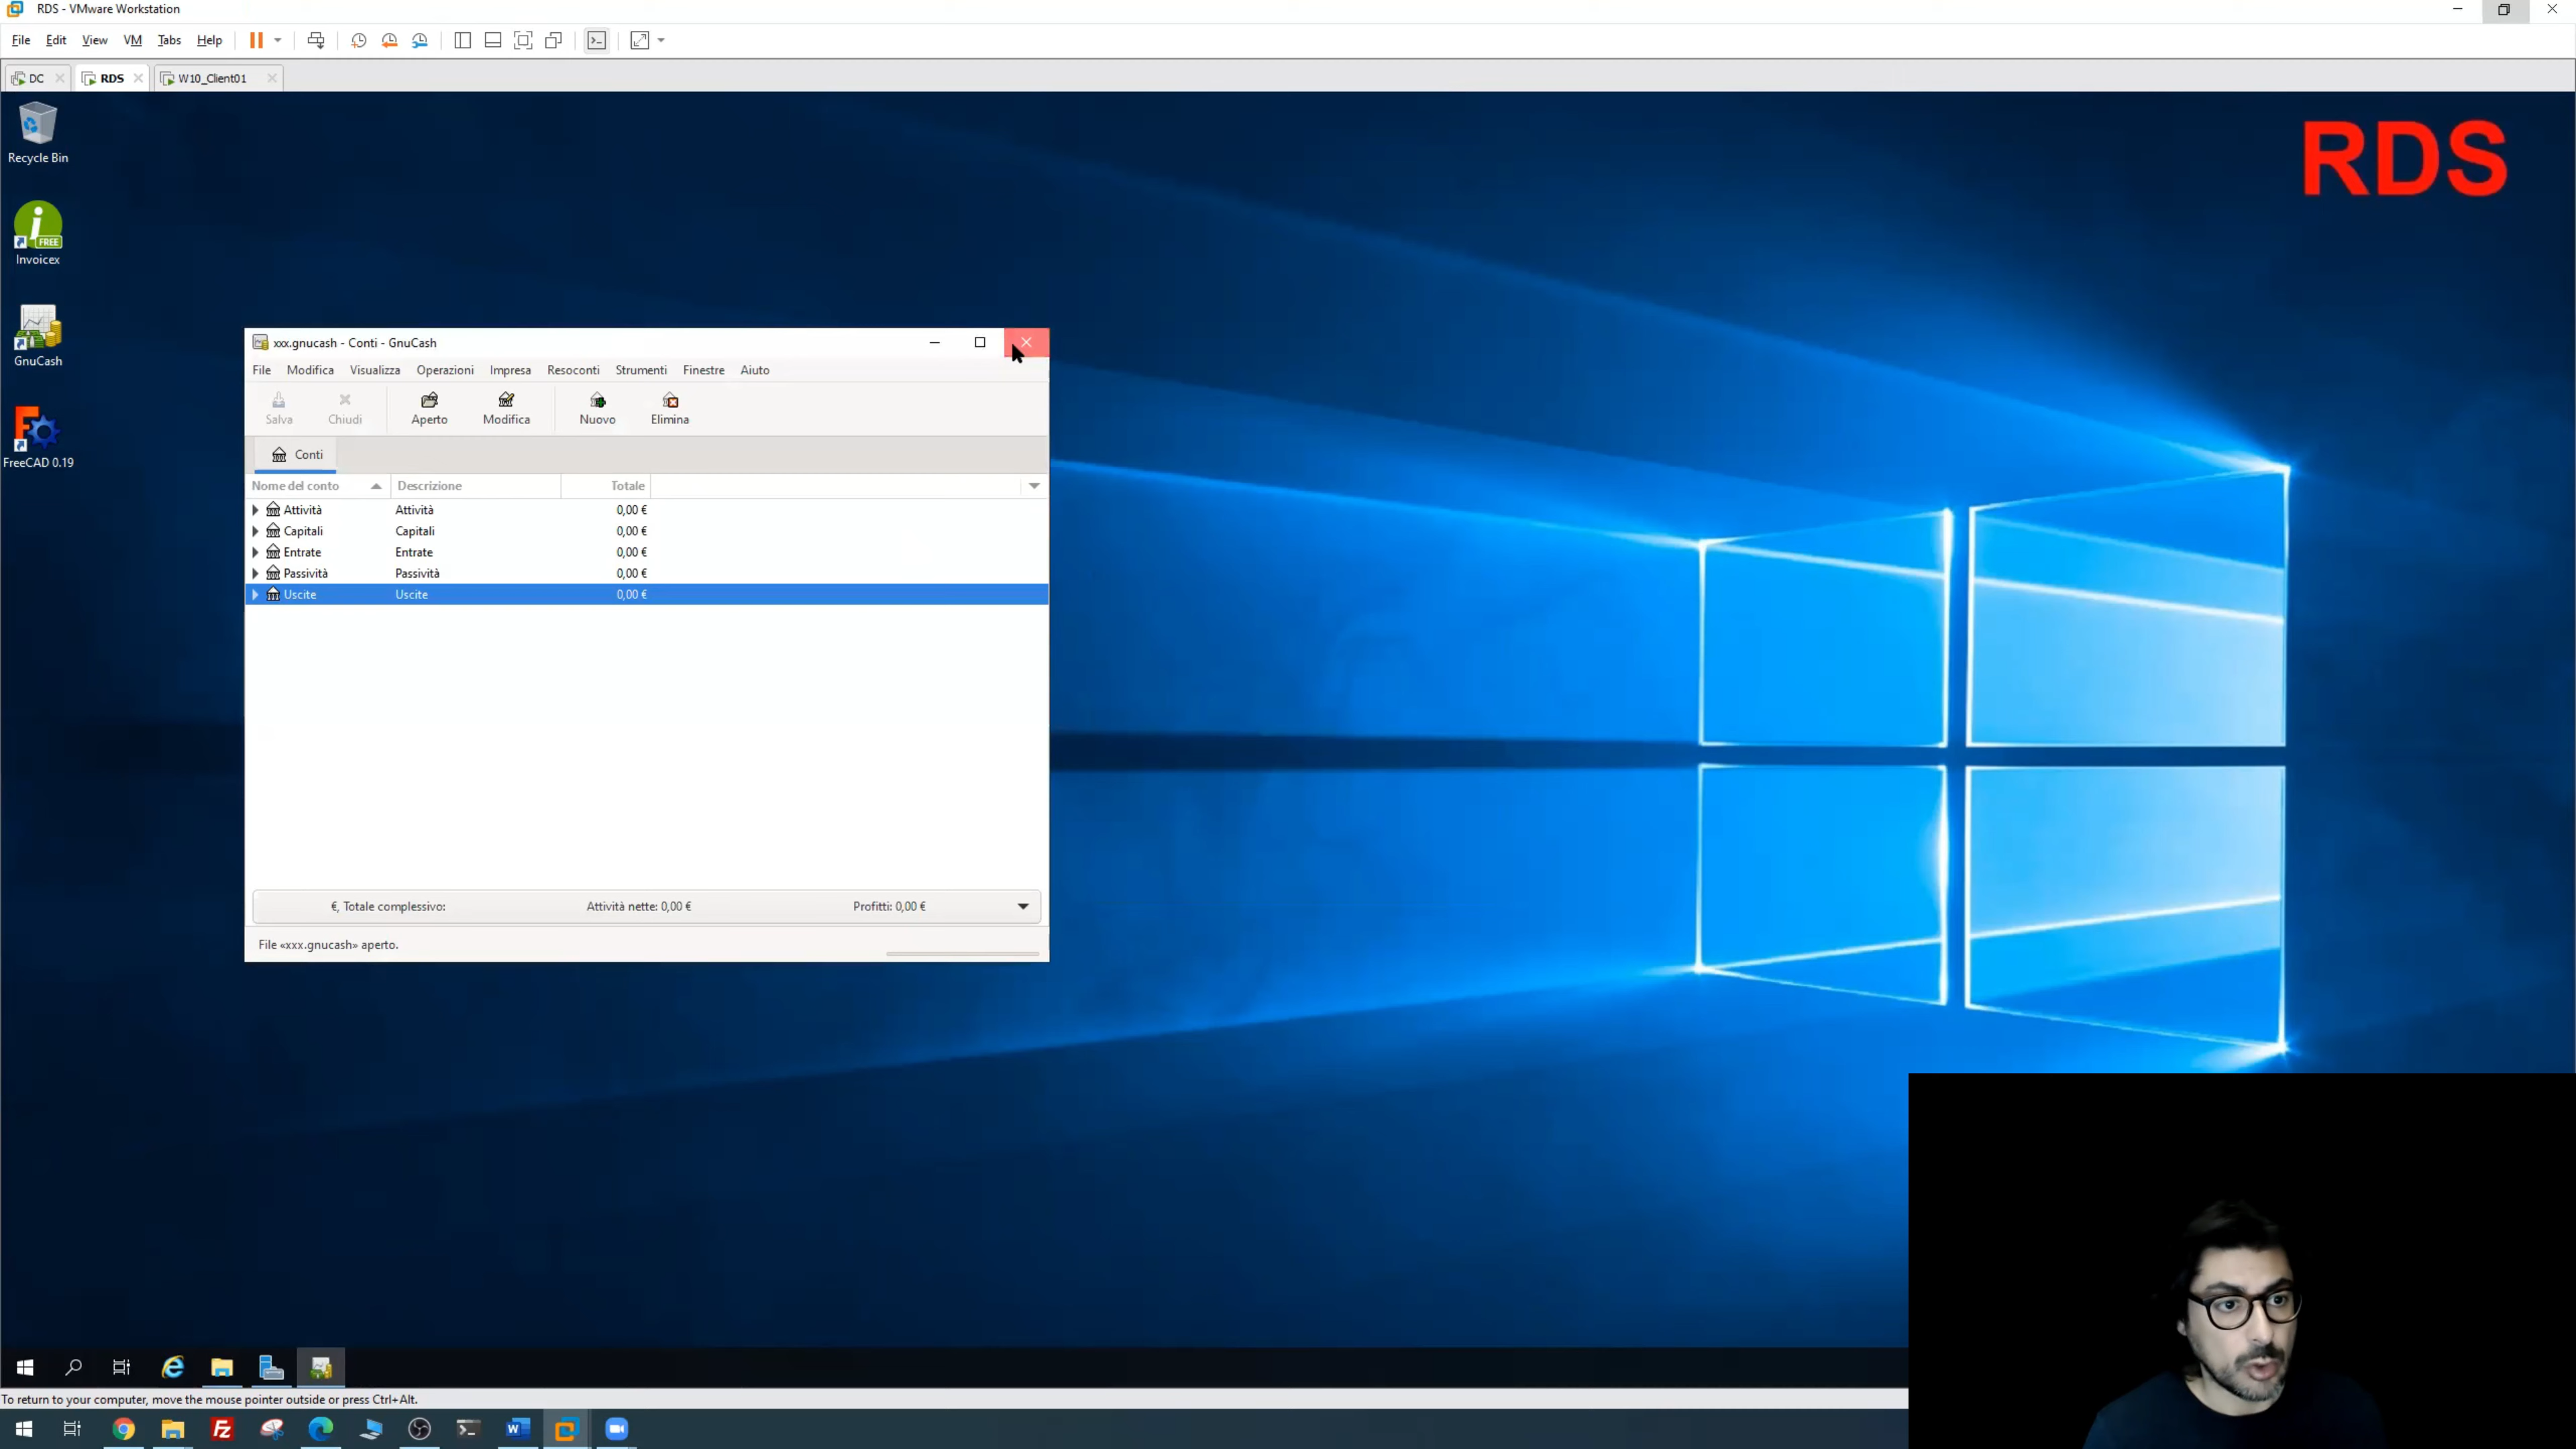 RDS - VMware Workstation
File Edit View VM Tabs Help
DC RDS W10_Client01
RDS
Recycle Bin
i FREE
Invoicex
GnuCash
FreeCAD 0.19
xxx.gnucash - Conti - GnuCash
File Modifica Visualizza Operazioni Impresa Resoconti Strumenti Finestre Aiuto
Salva Chiudi Aperto Modifica Nuovo Elimina
Conti
Nome del conto Descrizione Totale
Attività Attività 0,00 €
Capitali Capitali 0,00 €
Entrate Entrate 0,00 €
Passività Passività 0,00 €
Uscite Uscite 0,00 €
€, Totale complessivo: Attività nette: 0,00 € Profitti: 0,00 €
File «xxx.gnucash» aperto.
To return to your computer, move the mouse pointer outside or press Ctrl+Alt.